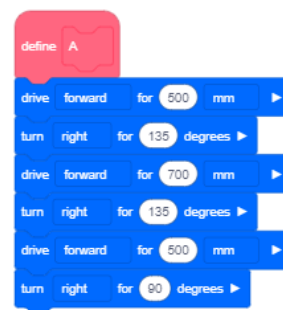 define A
drive forward for 500 mm
turn right for 135 degrees
drive forward for 700 mm
turn right for 135 degrees
drive forward for 500 mm
turn right for 90 degrees